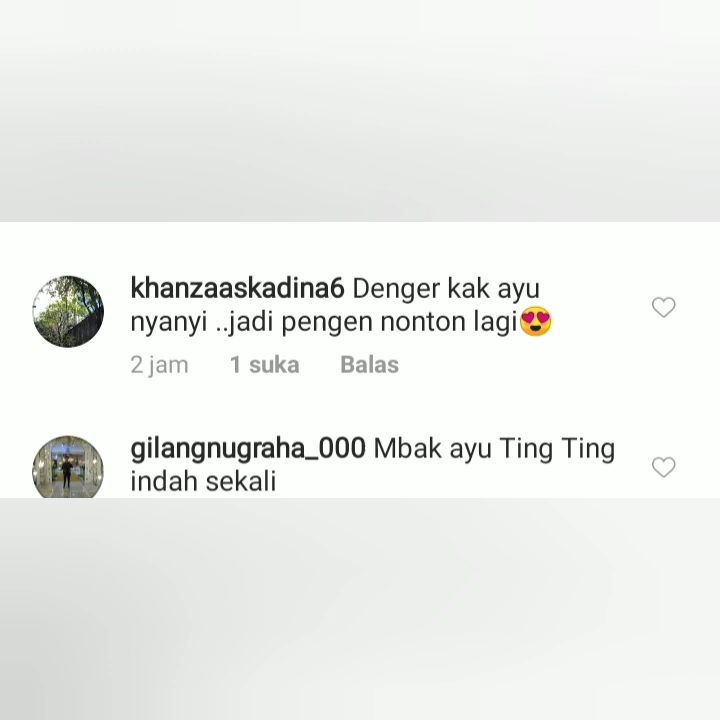 khanzaaskadina6 Denger kak ayu
nyanyi ..jadi pengen nonton lagi😍
2 jam 1 suka Balas
gilangnugraha_000 Mbak ayu Ting Ting
indah sekali